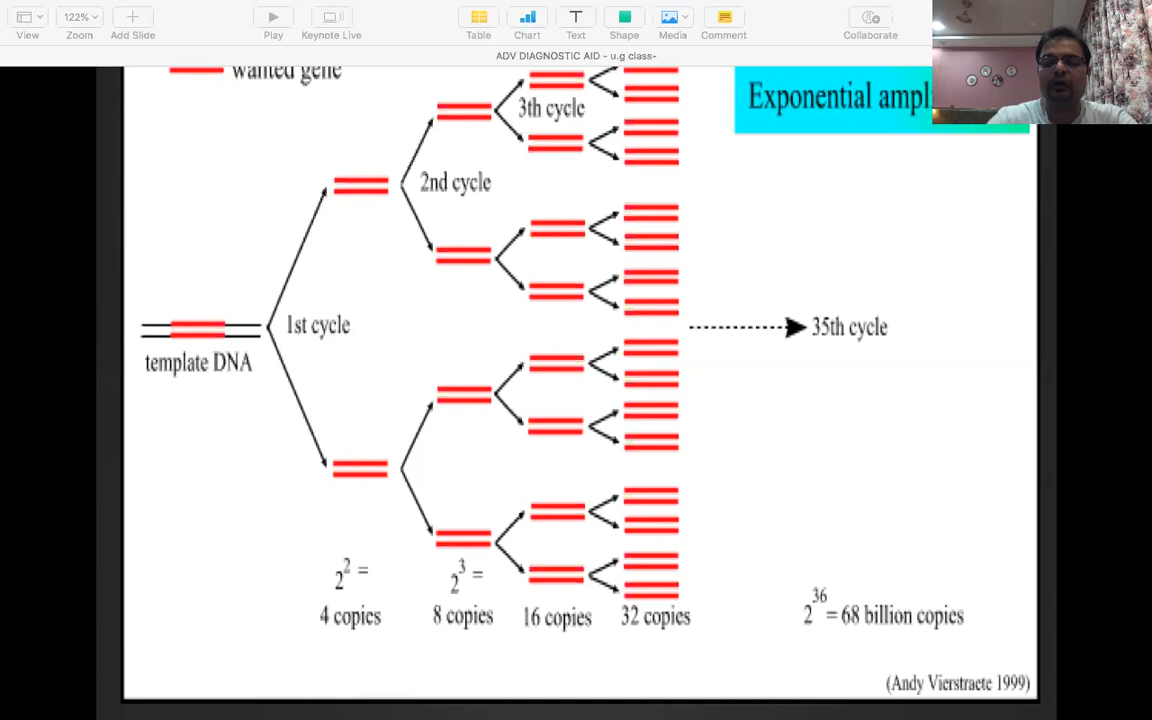 View
122%
Zoom
Add Slide
Play
Keynote Live
Table
Chart
Text
Shape
Media
Comment
Collaborate
ADV DIAGNOSTIC AID - u.g class-
wanted gene
Exponential
3th cycle
2nd cycle
1st cycle
template DNA
35th cycle
2² =
4 copies
2³ =
8 copies
16 copies
32 copies
2³⁶ = 68 billion copies
(Andy Vierstraete 1999)